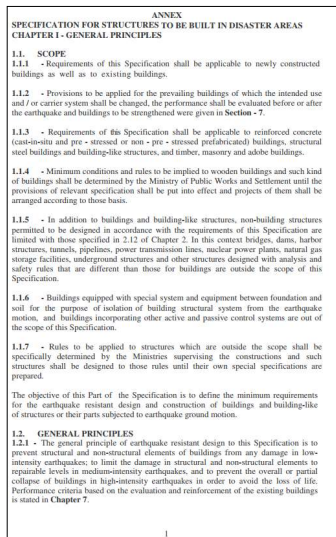 ANNEX
SPECIFICATION FOR STRUCTURES TO BE BUILT IN DISASTER AREAS
CHAPTER I - GENERAL PRINCIPLES
1.1. SCOPE
1.1.1 - Requirements of this Specification shall be applicable to newly constructed
buildings as well as to existing buildings.
1.1.2 - Provisions to be applied for the prevailing buildings of which the intended use
and / or carrier system shall be changed, the performance shall be evaluated before or after
the earthquake and buildings to be strengthened were given in Section - 7.
1.1.3 - Requirements of this Specification shall be applicable to reinforced concrete
(cast-in-situ and pre - stressed or non - pre - stressed prefabricated) buildings, structural
steel buildings and building-like structures, and timber, masonry and adobe buildings.
1.1.4 - Minimum conditions and rules to be implied to wooden buildings and such kind
of buildings shall be determined by the Ministry of Public Works and Settlement until the
provisions of relevant specification shall be put into effect and projects of them shall be
arranged according to those basis.
1.1.5 - In addition to buildings and building-like structures, non-building structures
permitted to be designed in accordance with the requirements of this Specification are
limited with those specified in 2.12 of Chapter 2. In this context bridges, dams, harbor
structures, tunnels, pipelines, power transmission lines, nuclear power plants, natural gas
storage facilities, underground structures and other structures designed with analysis and
safety rules that are different than those for buildings are outside the scope of this
Specification.
1.1.6 - Buildings equipped with special system and equipment between foundation and
soil for the purpose of isolation of building structural system from the earthquake
motion, and buildings incorporating other active and passive control systems are out of
the scope of this Specification.
1.1.7 - Rules to be applied to structures which are outside the scope shall be
specifically determined by the Ministries supervising the constructions and such
structures shall be designed to those rules until their own special specifications are
prepared.
The objective of this Part of the Specification is to define the minimum requirements
for the earthquake resistant design and construction of buildings and building-like
of structures or their parts subjected to earthquake ground motion.
1.2. GENERAL PRINCIPLES
1.2.1 - The general principle of earthquake resistant design to this Specification is to
prevent structural and non-structural elements of buildings from any damage in low-
intensity earthquakes; to limit the damage in structural and non-structural elements to
repairable levels in medium-intensity earthquakes, and to prevent the overall or partial
collapse of buildings in high-intensity earthquakes in order to avoid the loss of life.
Performance criteria based on the evaluation and reinforcement of the existing buildings
is stated in Chapter 7.
1